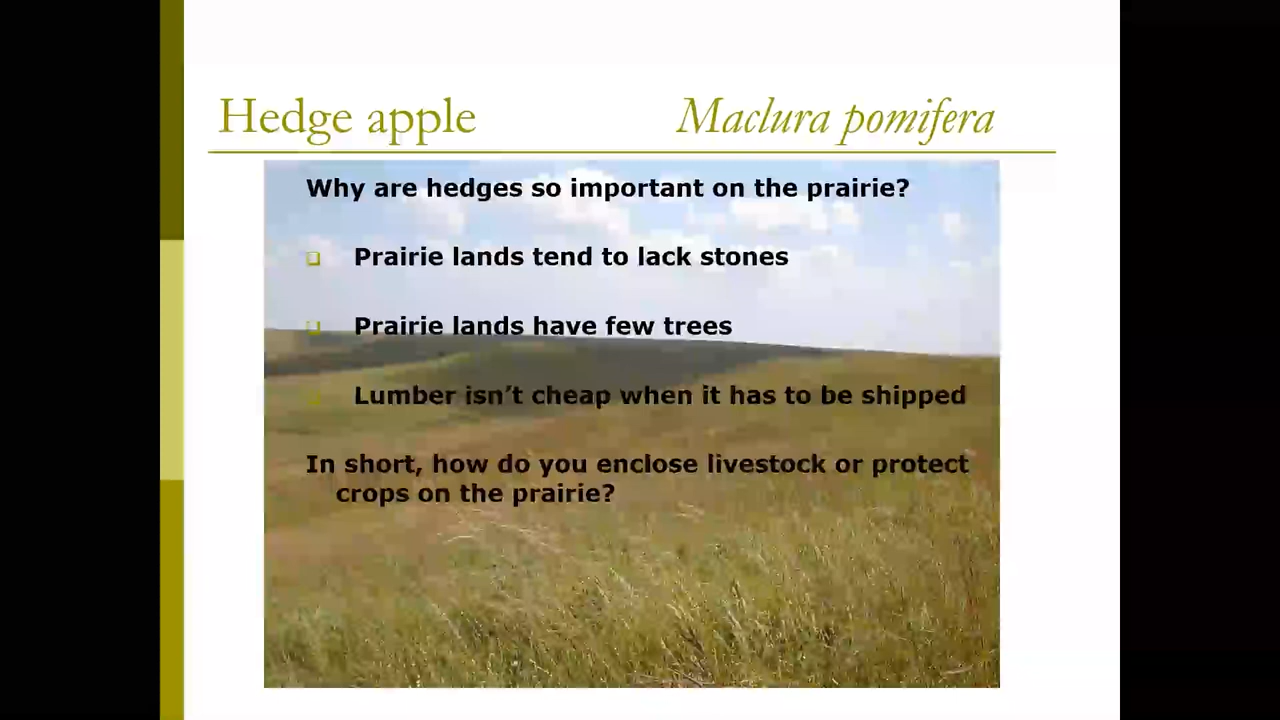 Hedge apple Maclura pomifera
Why are hedges so important on the prairie?
Prairie lands tend to lack stones
Prairie lands have few trees
Lumber isn’t cheap when it has to be shipped
In short, how do you enclose livestock or protect
crops on the prairie?